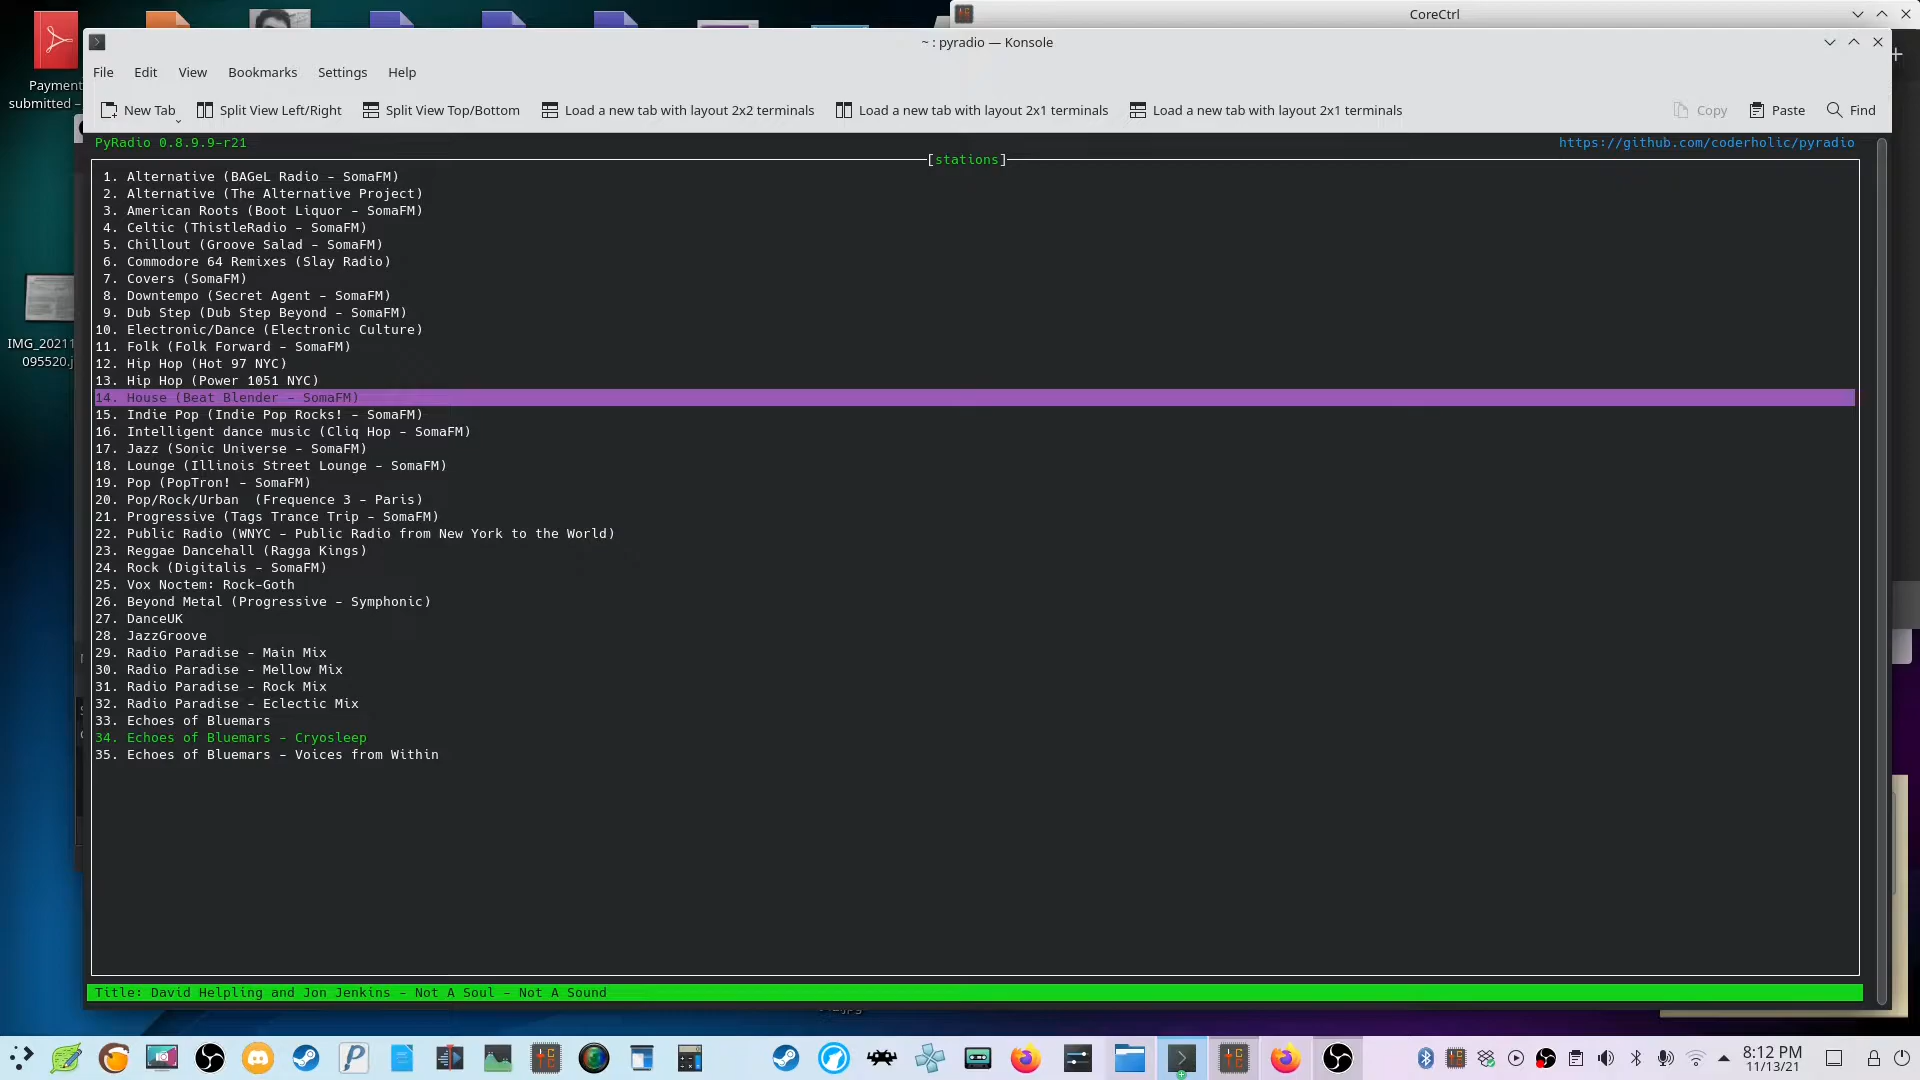 CoreCtrl
~ : pyradio — Konsole
Payment
submitted –
File Edit View Bookmarks Settings Help
New Tab Split View Left/Right Split View Top/Bottom Load a new tab with layout 2x2 terminals Load a new tab with layout 2x1 terminals Load a new tab with layout 2x1 terminals Copy Paste Find
PyRadio 0.8.9.9-r21 https://github.com/coderholic/pyradio
[stations]
1. Alternative (BAGeL Radio - SomaFM)
2. Alternative (The Alternative Project)
3. American Roots (Boot Liquor - SomaFM)
4. Celtic (ThistleRadio - SomaFM)
5. Chillout (Groove Salad - SomaFM)
6. Commodore 64 Remixes (Slay Radio)
7. Covers (SomaFM)
8. Downtempo (Secret Agent - SomaFM)
9. Dub Step (Dub Step Beyond - SomaFM)
10. Electronic/Dance (Electronic Culture)
11. Folk (Folk Forward - SomaFM)
12. Hip Hop (Hot 97 NYC)
13. Hip Hop (Power 1051 NYC)
14. House (Beat Blender - SomaFM)
15. Indie Pop (Indie Pop Rocks! - SomaFM)
16. Intelligent dance music (Cliq Hop - SomaFM)
17. Jazz (Sonic Universe - SomaFM)
18. Lounge (Illinois Street Lounge - SomaFM)
19. Pop (PopTron! - SomaFM)
20. Pop/Rock/Urban  (Frequence 3 - Paris)
21. Progressive (Tags Trance Trip - SomaFM)
22. Public Radio (WNYC - Public Radio from New York to the World)
23. Reggae Dancehall (Ragga Kings)
24. Rock (Digitalis - SomaFM)
25. Vox Noctem: Rock-Goth
26. Beyond Metal (Progressive - Symphonic)
27. DanceUK
28. JazzGroove
29. Radio Paradise - Main Mix
30. Radio Paradise - Mellow Mix
31. Radio Paradise - Rock Mix
32. Radio Paradise - Eclectic Mix
33. Echoes of Bluemars
34. Echoes of Bluemars - Cryosleep
35. Echoes of Bluemars - Voices from Within
IMG_20211
095520.j
Title: David Helpling and Jon Jenkins - Not A Soul - Not A Sound
8:12 PM
11/13/21